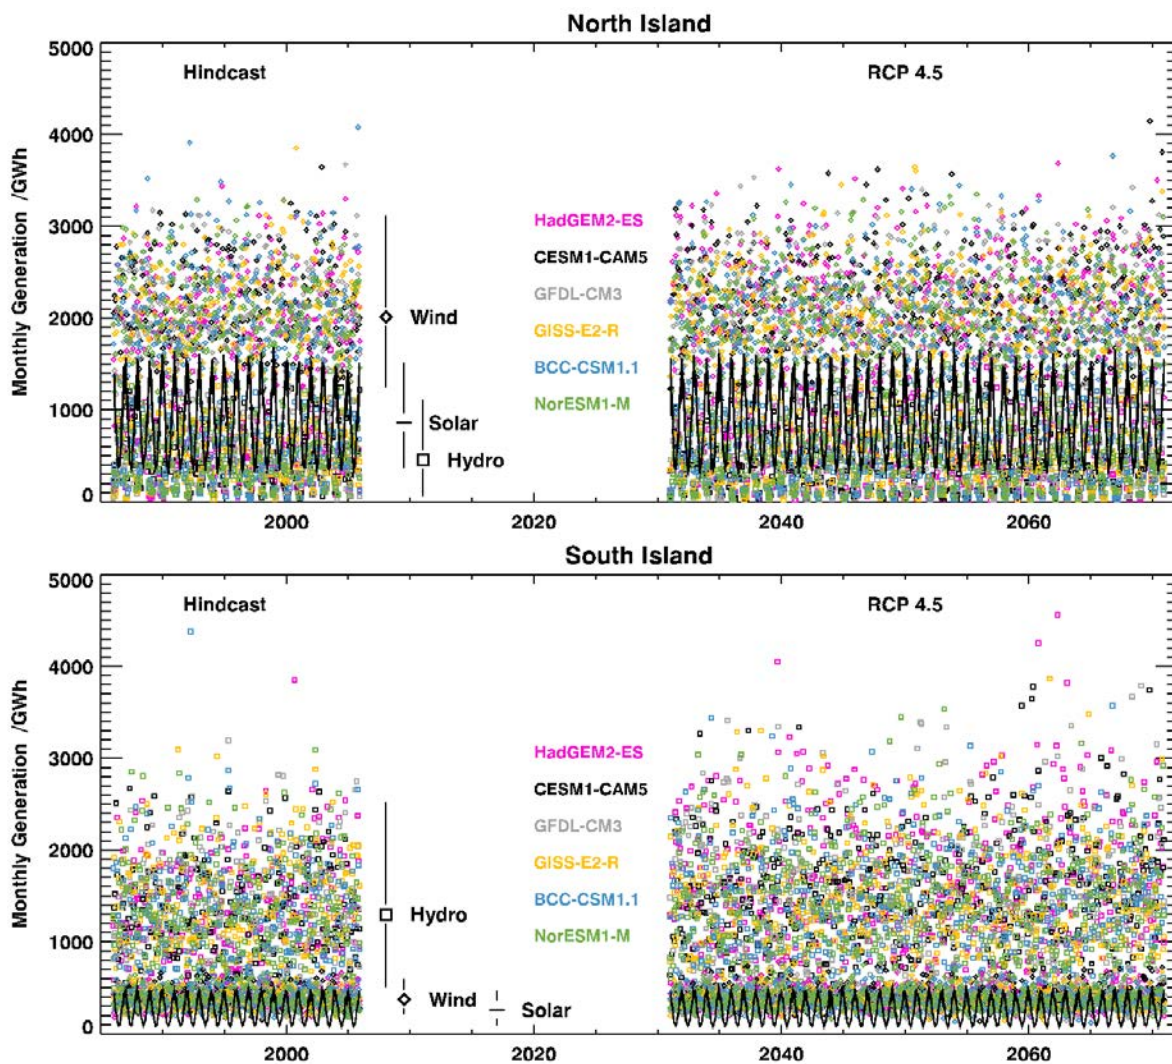 North Island
5000
Hindcast
RCP 4.5
4000
3000
HadGEM2-ES
CESM1-CAM5
GFDL-CM3
2000
Wind
GISS-E2-R
BCC-CSM1.1
NorESM1-M
1000
Solar
Hydro
0
Monthly Generation /GWh
2000 2020 2040 2060
South Island
5000
Hindcast
RCP 4.5
4000
3000
HadGEM2-ES
CESM1-CAM5
GFDL-CM3
2000
GISS-E2-R
BCC-CSM1.1
Hydro
NorESM1-M
1000
Wind
Solar
0
Monthly Generation /GWh
2000 2020 2040 2060